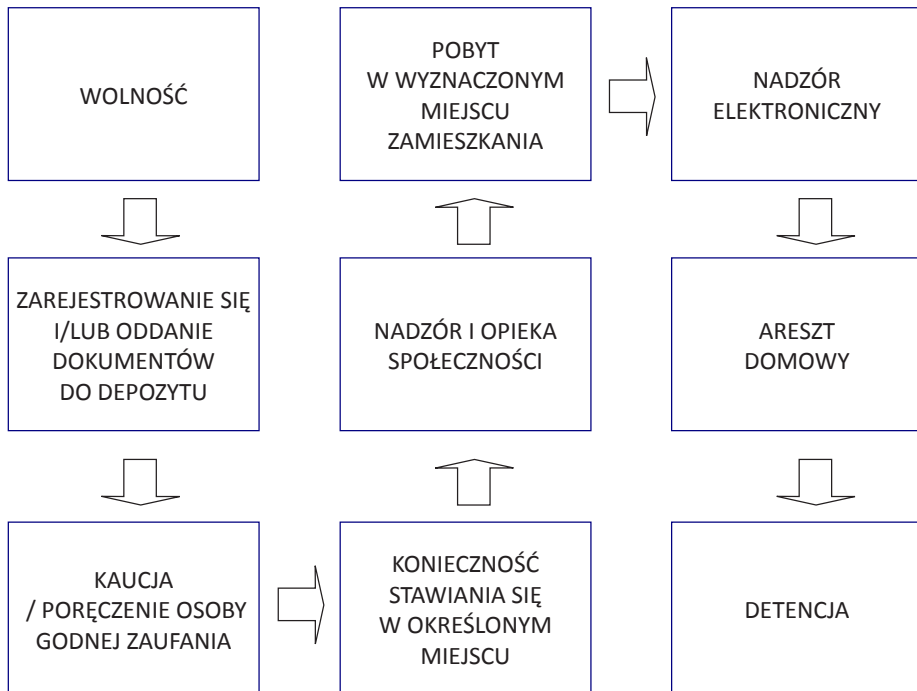 WOLNOŚĆ
ZAREJESTROWANIE SIĘ
I/LUB ODDANIE
DOKUMENTÓW
DO DEPOZYTU
KAUCJA
/ PORĘCZENIE OSOBY
GODNEJ ZAUFANIA
KONIECZNOŚĆ
STAWIANIA SIĘ
W OKREŚLONYM
MIEJSCU
NADZÓR I OPIEKA
SPOŁECZNOŚCI
POBYT
W WYZNACZONYM
MIEJSCU
ZAMIESZKANIA
NADZÓR
ELEKTRONICZNY
ARESZT
DOMOWY
DETENCJA